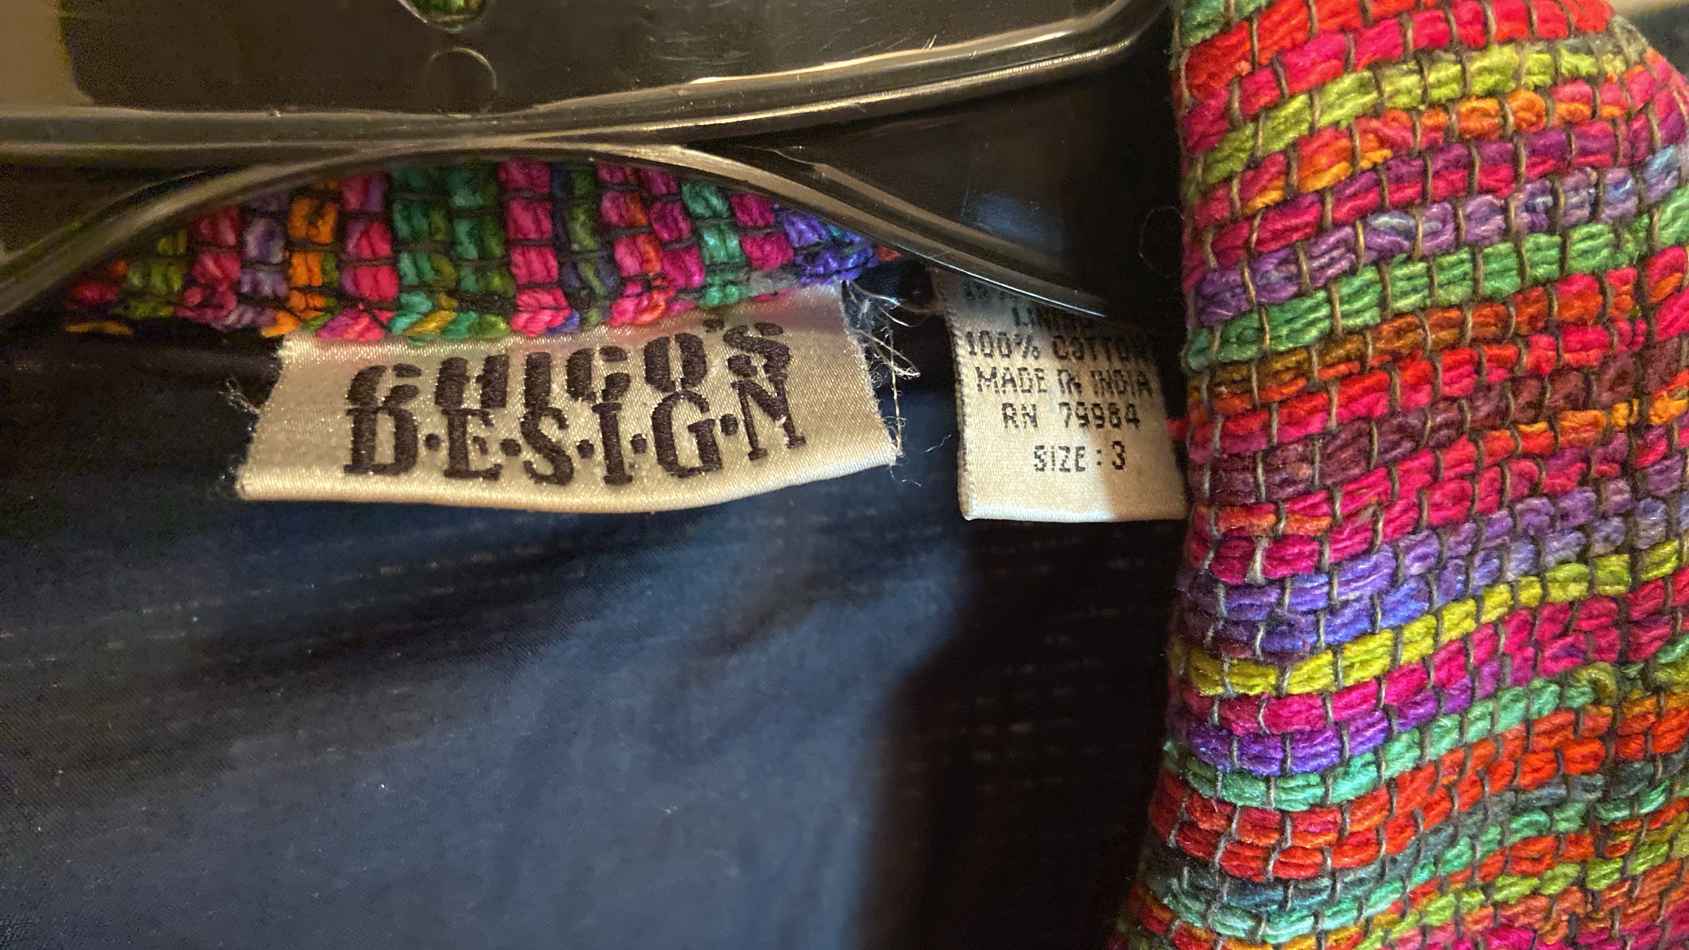 CHICO'S
D·E·S·I·G·N
100% COTTON
MADE IN INDIA
RN 79984
SIZE: 3